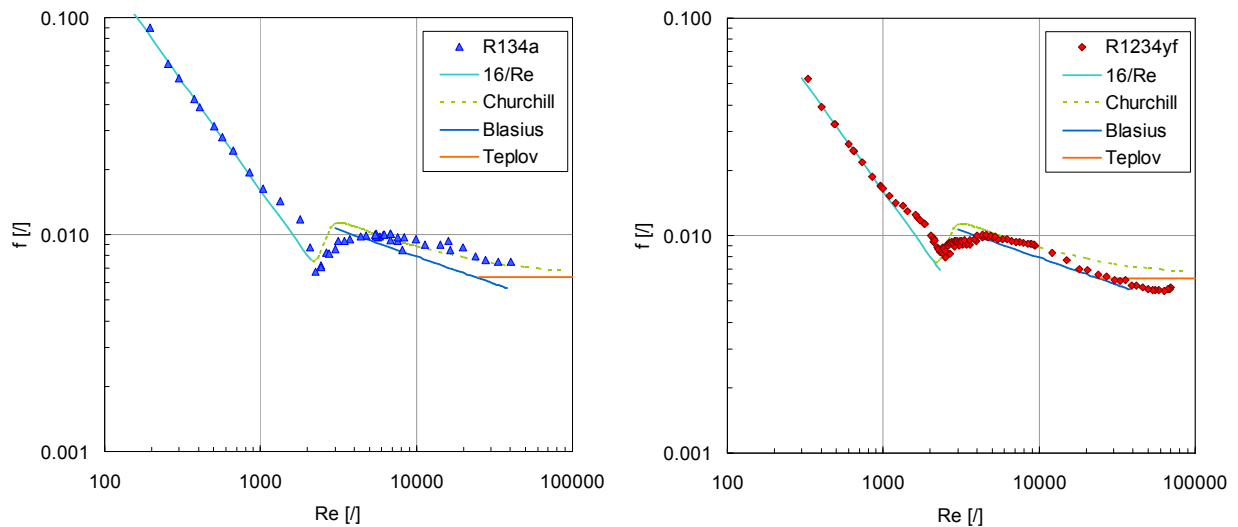 0.100
0.010
0.001
f [/]
100
1000
10000
100000
Re [/]
R134a
16/Re
Churchill
Blasius
Teplov
0.100
0.010
0.001
f [/]
100
1000
10000
100000
Re [/]
R1234yf
16/Re
Churchill
Blasius
Teplov